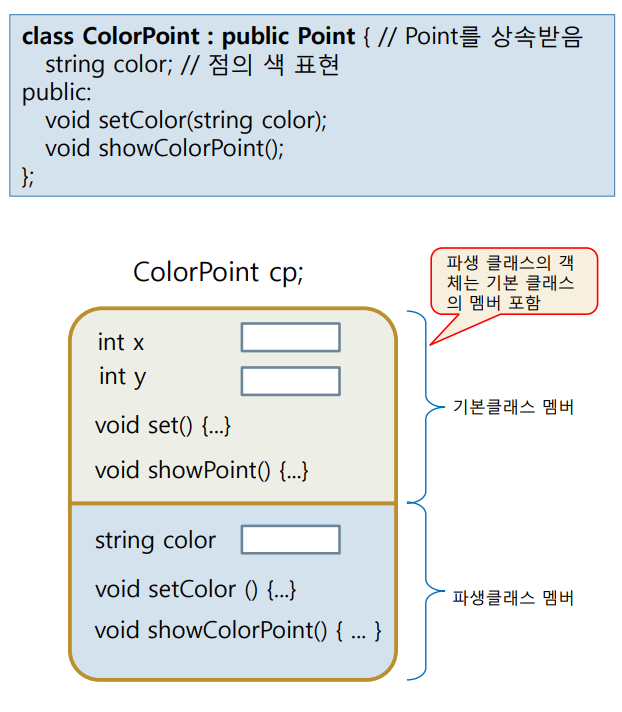 class ColorPoint : public Point { // Point를 상속받음
string color; // 점의 색 표현
public:
void setColor(string color);
void showColorPoint();
};
ColorPoint cp;
파생 클래스의 객
체는 기본 클래스
의 멤버 포함
int x
int y
void set() {...}
void showPoint() {...}
기본클래스 멤버
string color
void setColor () {...}
void showColorPoint() { ... }
파생클래스 멤버